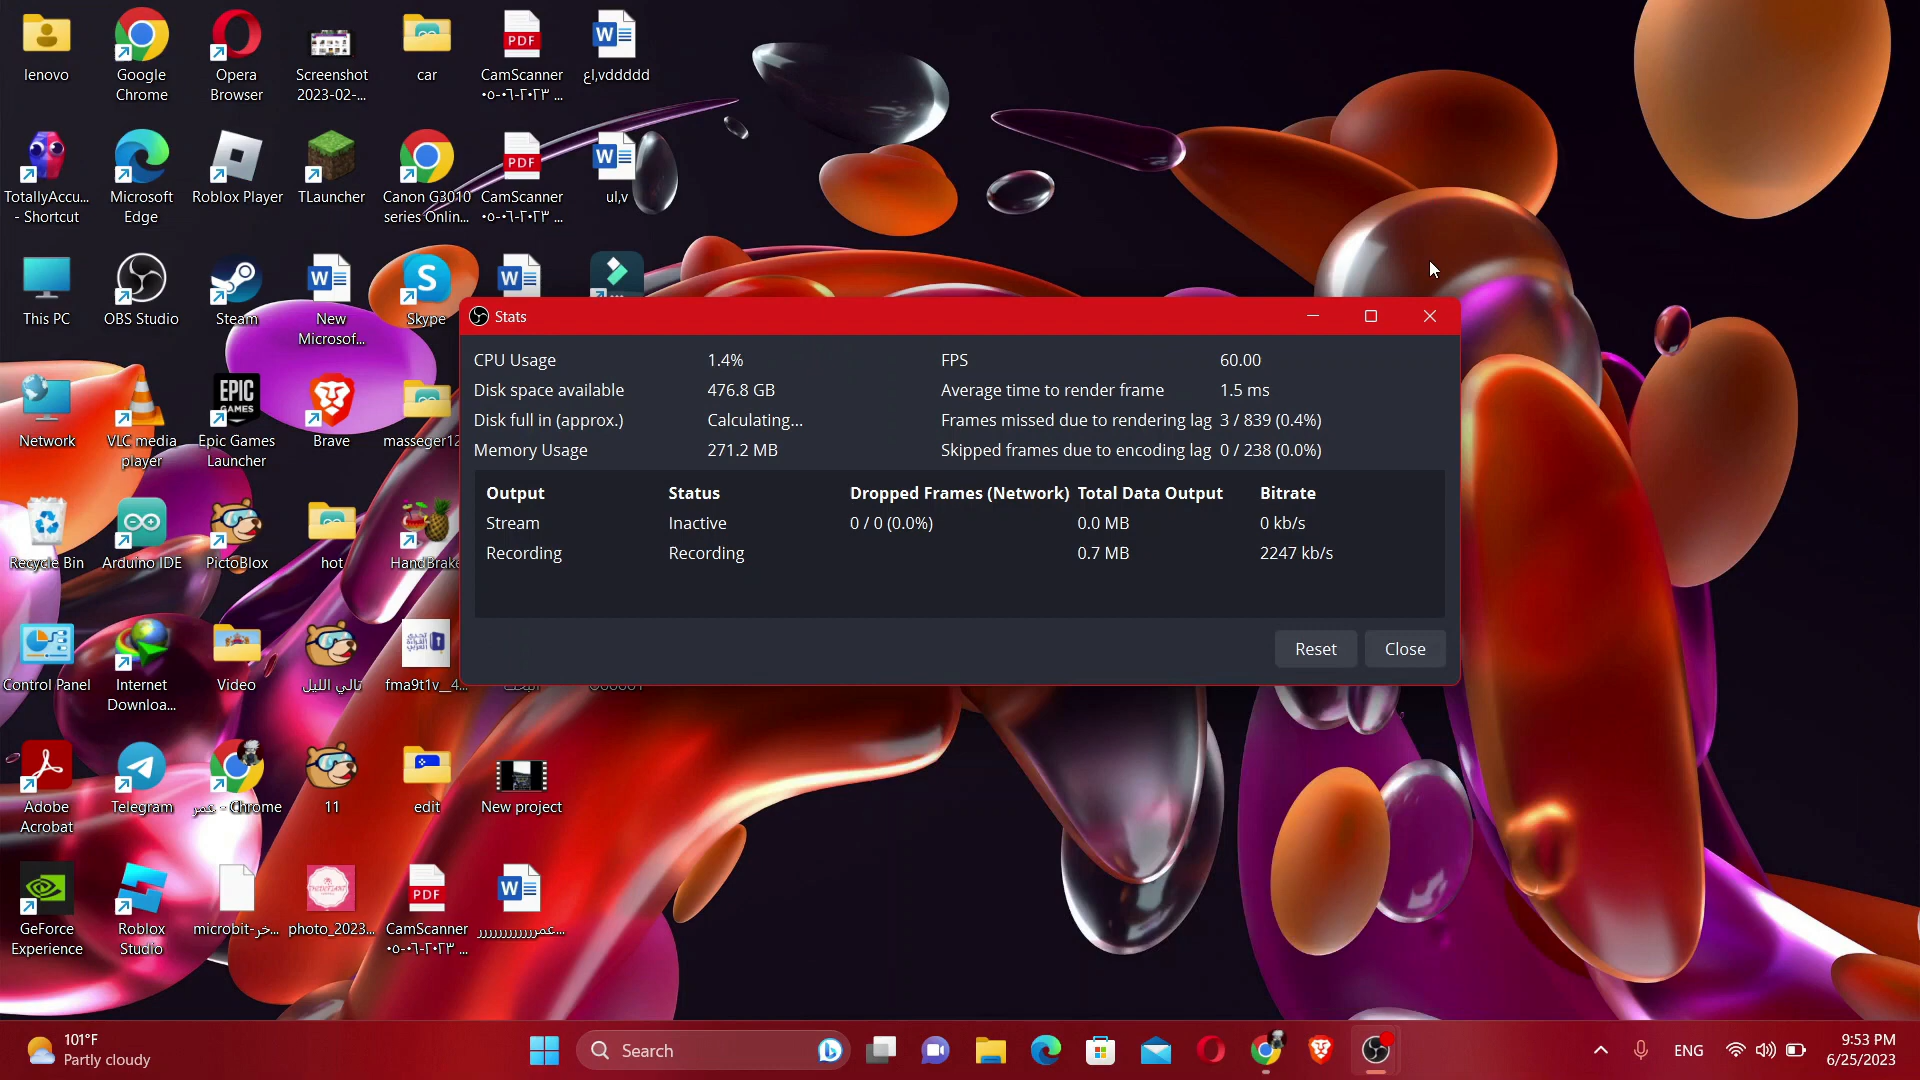 lenovo
Google
Chrome
Opera
Browser
Screenshot
2023-02-...
car
CamScanner
٠٥-٠٦-٢٠٢٣ ...
اع,vddddd
TotallyAccu...
- Shortcut
Microsoft
Edge
Roblox Player
TLauncher
Canon G3010
series Onlin...
CamScanner
٠٥-٠٦-٢٠٢٣ ...
ul,v
This PC
OBS Studio
Steam
New
Microsof...
Skype
Stats
CPU Usage 1.4% FPS 60.00
Disk space available 476.8 GB Average time to render frame 1.5 ms
Disk full in (approx.) Calculating... Frames missed due to rendering lag 3 / 839 (0.4%)
Memory Usage 271.2 MB Skipped frames due to encoding lag 0 / 238 (0.0%)
Output Status Dropped Frames (Network) Total Data Output Bitrate
Stream Inactive 0 / 0 (0.0%) 0.0 MB 0 kb/s
Recording Recording 0.7 MB 2247 kb/s
Reset Close
Network
VLC media
player
EPIC
GAMES
Epic Games
Launcher
Brave
masseger12
Recycle Bin
Arduino IDE
PictoBlox
hot
HandBrake
Control Panel
Internet
Downloa...
Video
تالي الليل
fma9t1v_4...
Adobe
Acrobat
Telegram
عمر - Chrome
11
edit
New project
GeForce
Experience
Roblox
Studio
microbit-خر...
photo_2023...
CamScanner
٠٥-٠٦-٢٠٢٣ ...
101°F
Partly cloudy
Search
ENG
9:53 PM
6/25/2023